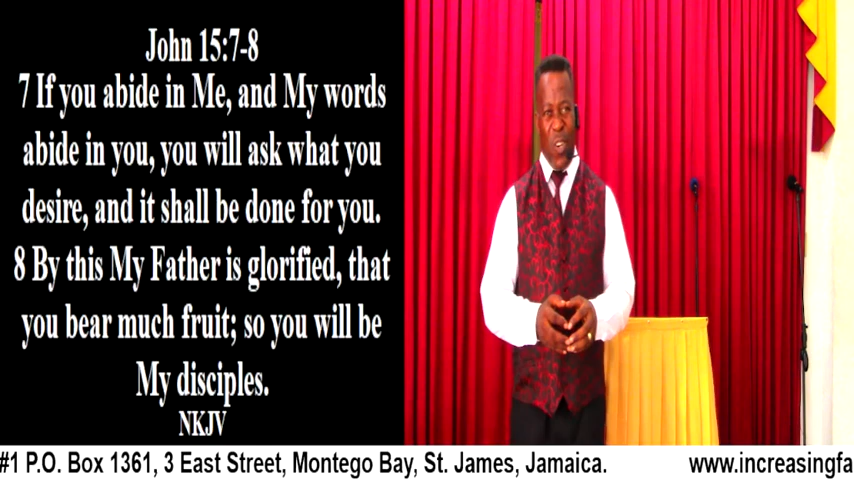 John 15:7-8
7 If you abide in Me, and My words
abide in you, you will ask what you
desire, and it shall be done for you.
8 By this My Father is glorified, that
you bear much fruit; so you will be
My disciples.
NKJV
#1 P.O. Box 1361, 3 East Street, Montego Bay, St. James, Jamaica. www.increasingfa